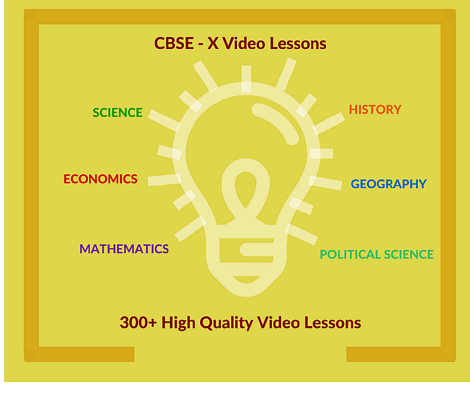 CBSE - X Video Lessons
SCIENCE
HISTORY
ECONOMICS
GEOGRAPHY
MATHEMATICS
POLITICAL SCIENCE
300+ High Quality Video Lessons